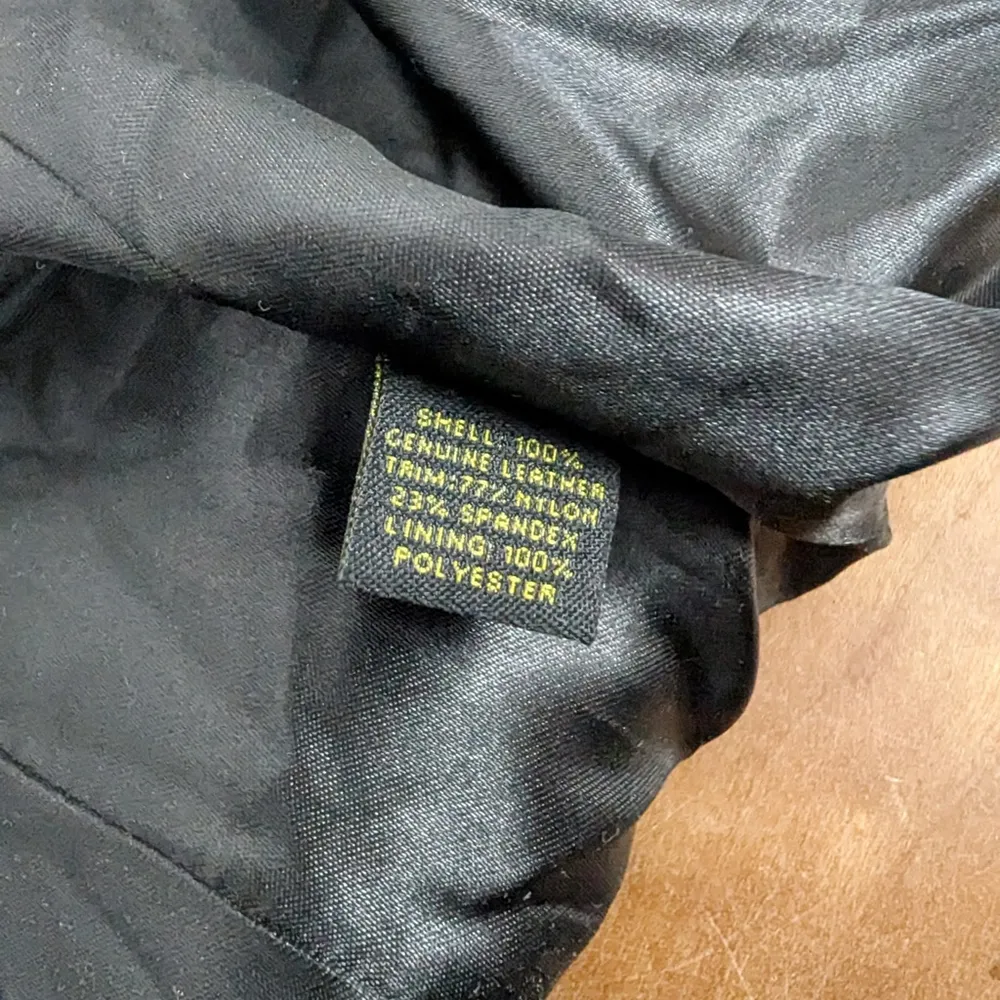 SHELL: 100%
GENUINE LEATHER
TRIM: 77% NYLON
23% SPANDEX
LINING: 100%
POLYESTER